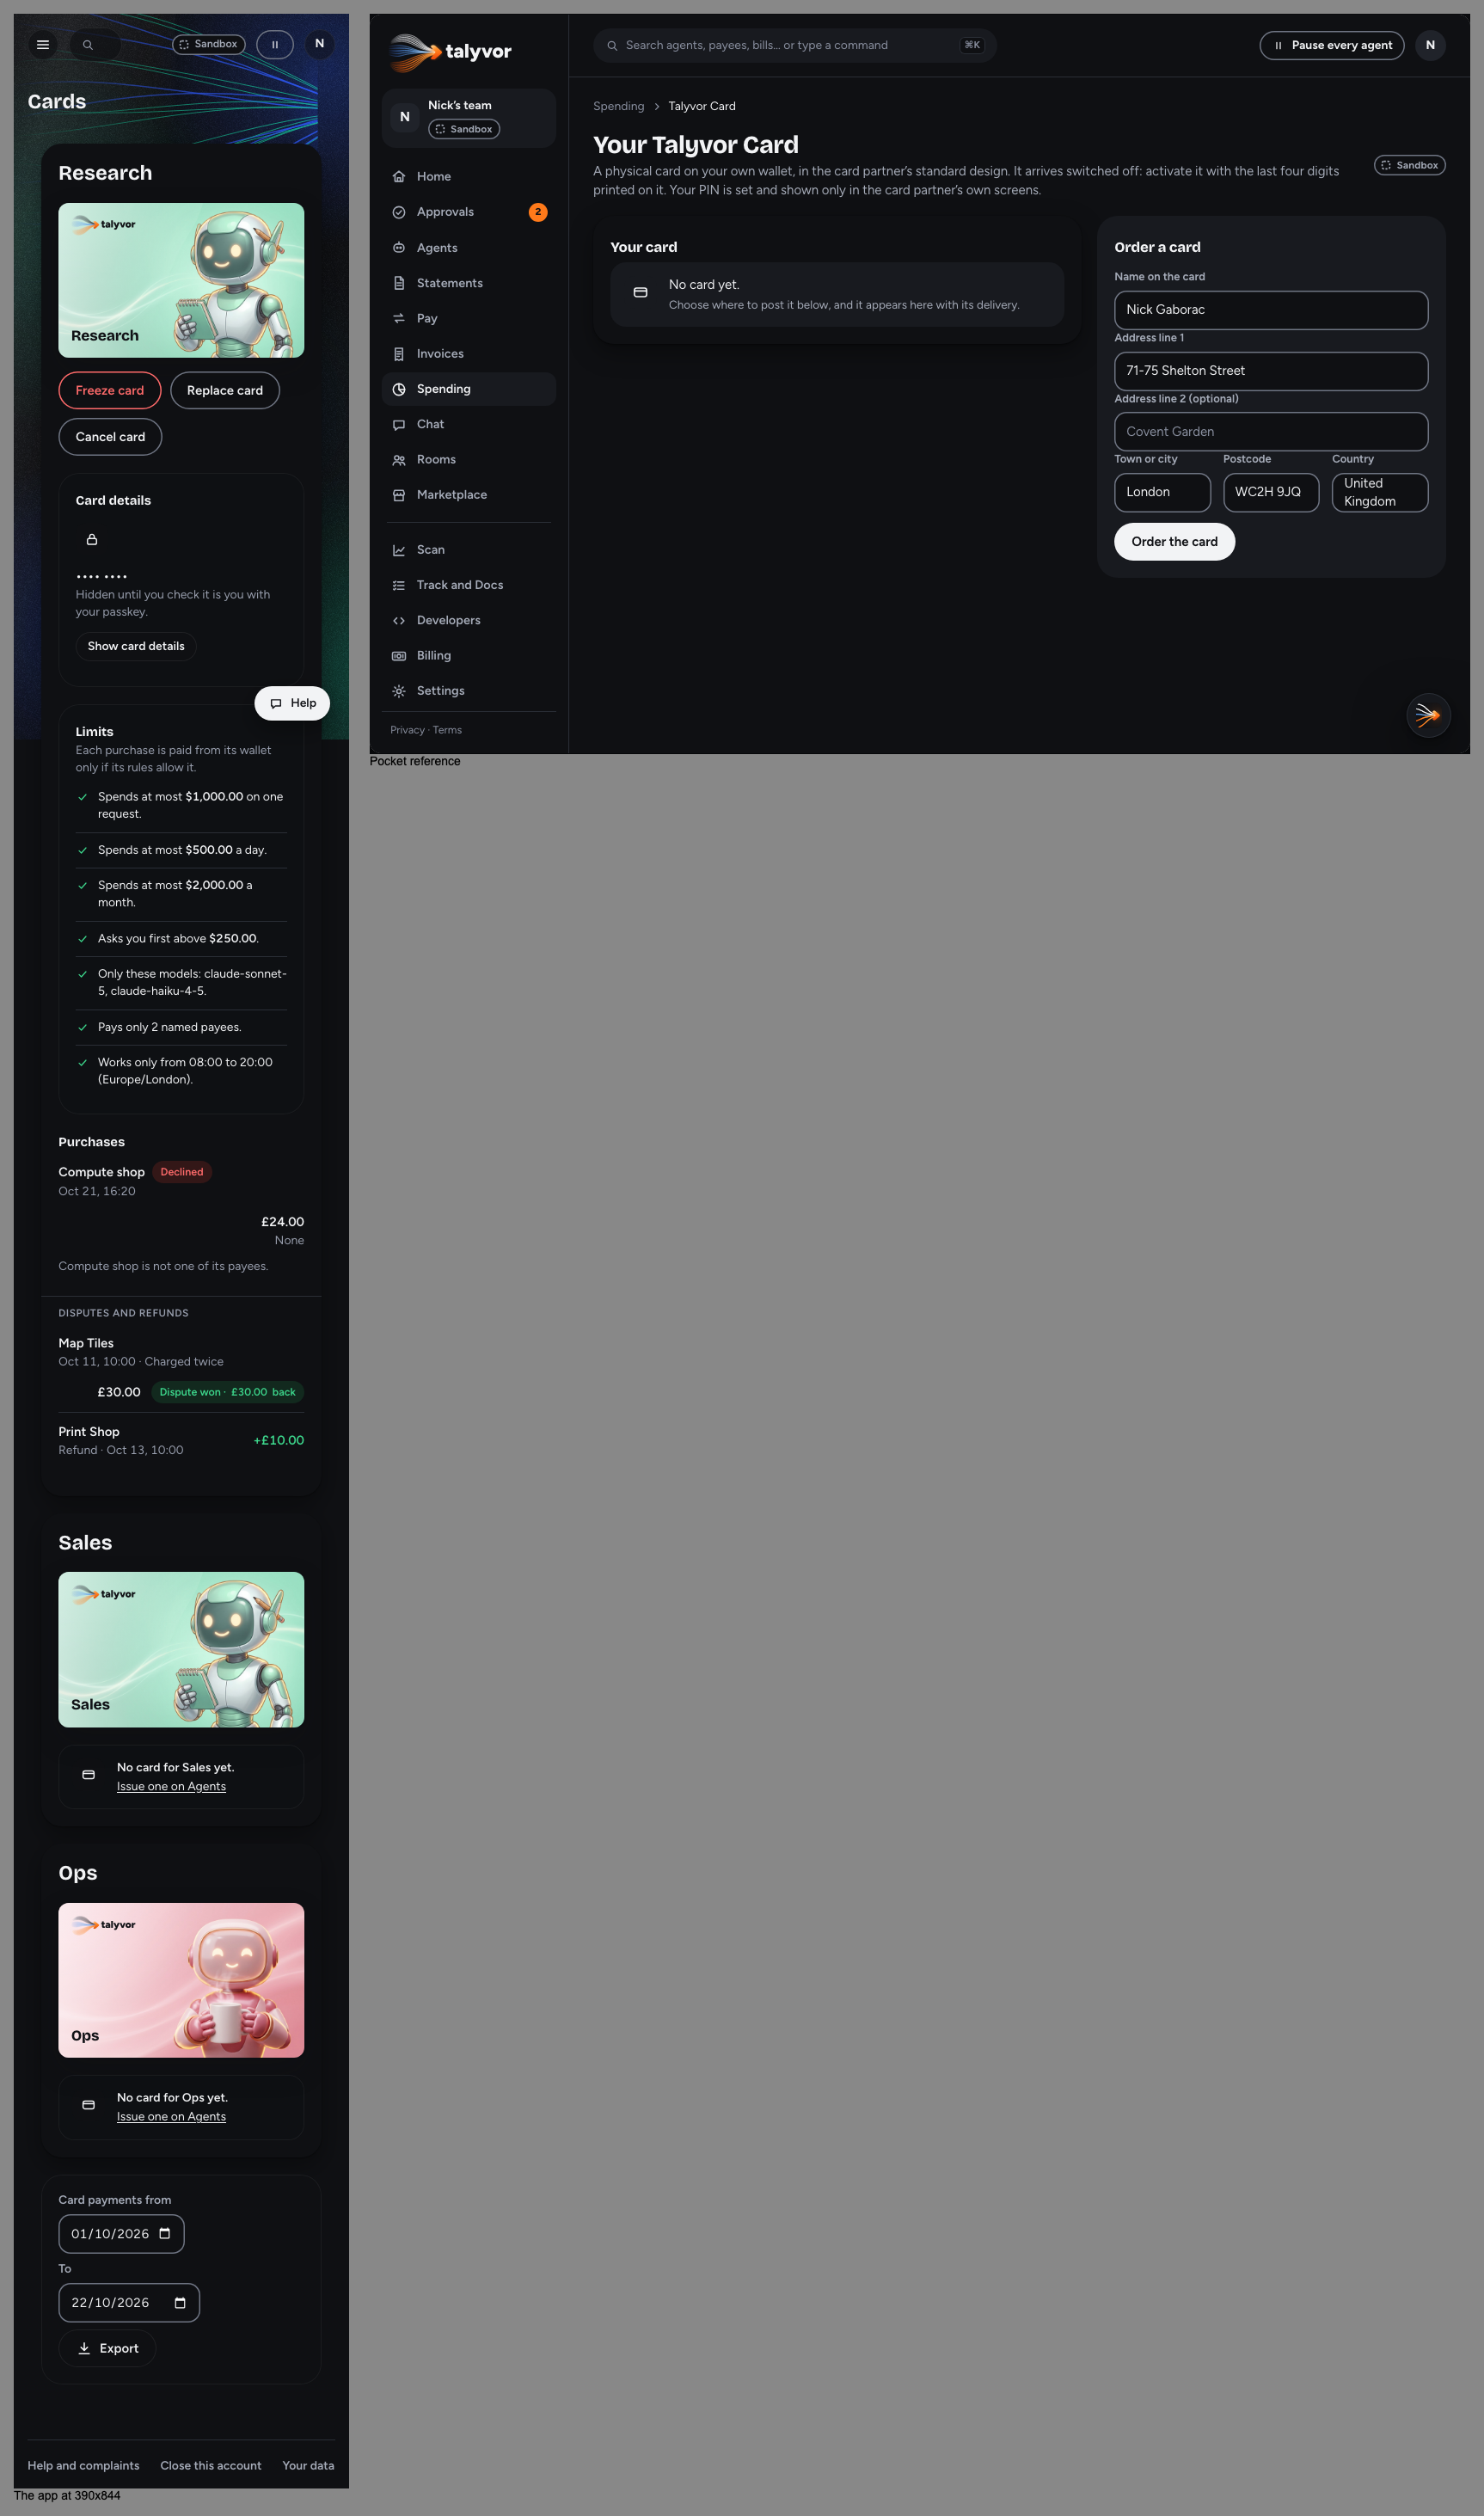 Sandbox
N
Cards
Research
talyvor
Research
Freeze card
Replace card
Cancel card
Card details
•••• ••••
Hidden until you check it is you with
your passkey.
Show card details
Help
Limits
Each purchase is paid from its wallet
only if its rules allow it.
Spends at most $1,000.00 on one
request.
Spends at most $500.00 a day.
Spends at most $2,000.00 a
month.
Asks you first above $250.00.
Only these models: claude-sonnet-
5, claude-haiku-4-5.
Pays only 2 named payees.
Works only from 08:00 to 20:00
(Europe/London).
Purchases
Compute shop Declined
Oct 21, 16:20
£24.00
None
Compute shop is not one of its payees.
DISPUTES AND REFUNDS
Map Tiles
Oct 11, 10:00 · Charged twice
£30.00 Dispute won · £30.00 back
Print Shop
Refund · Oct 13, 10:00
+£10.00
Sales
talyvor
Sales
No card for Sales yet.
Issue one on Agents
Ops
talyvor
Ops
No card for Ops yet.
Issue one on Agents
Card payments from
01/10/2026
To
22/10/2026
Export
Help and complaints
Close this account
Your data
The app at 390x844
talyvor
N
Nick's team
Sandbox
Home
Approvals 2
Agents
Statements
Pay
Invoices
Spending
Chat
Rooms
Marketplace
Scan
Track and Docs
Developers
Billing
Settings
Privacy · Terms
Search agents, payees, bills... or type a command ⌘K
Pause every agent
N
Spending > Talyvor Card
Your Talyvor Card
A physical card on your own wallet, in the card partner's standard design. It arrives switched off: activate it with the last four digits
printed on it. Your PIN is set and shown only in the card partner's own screens.
Sandbox
Your card
No card yet.
Choose where to post it below, and it appears here with its delivery.
Order a card
Name on the card
Nick Gaborac
Address line 1
71-75 Shelton Street
Address line 2 (optional)
Covent Garden
Town or city
Postcode
Country
London
WC2H 9JQ
United
Kingdom
Order the card
Pocket reference